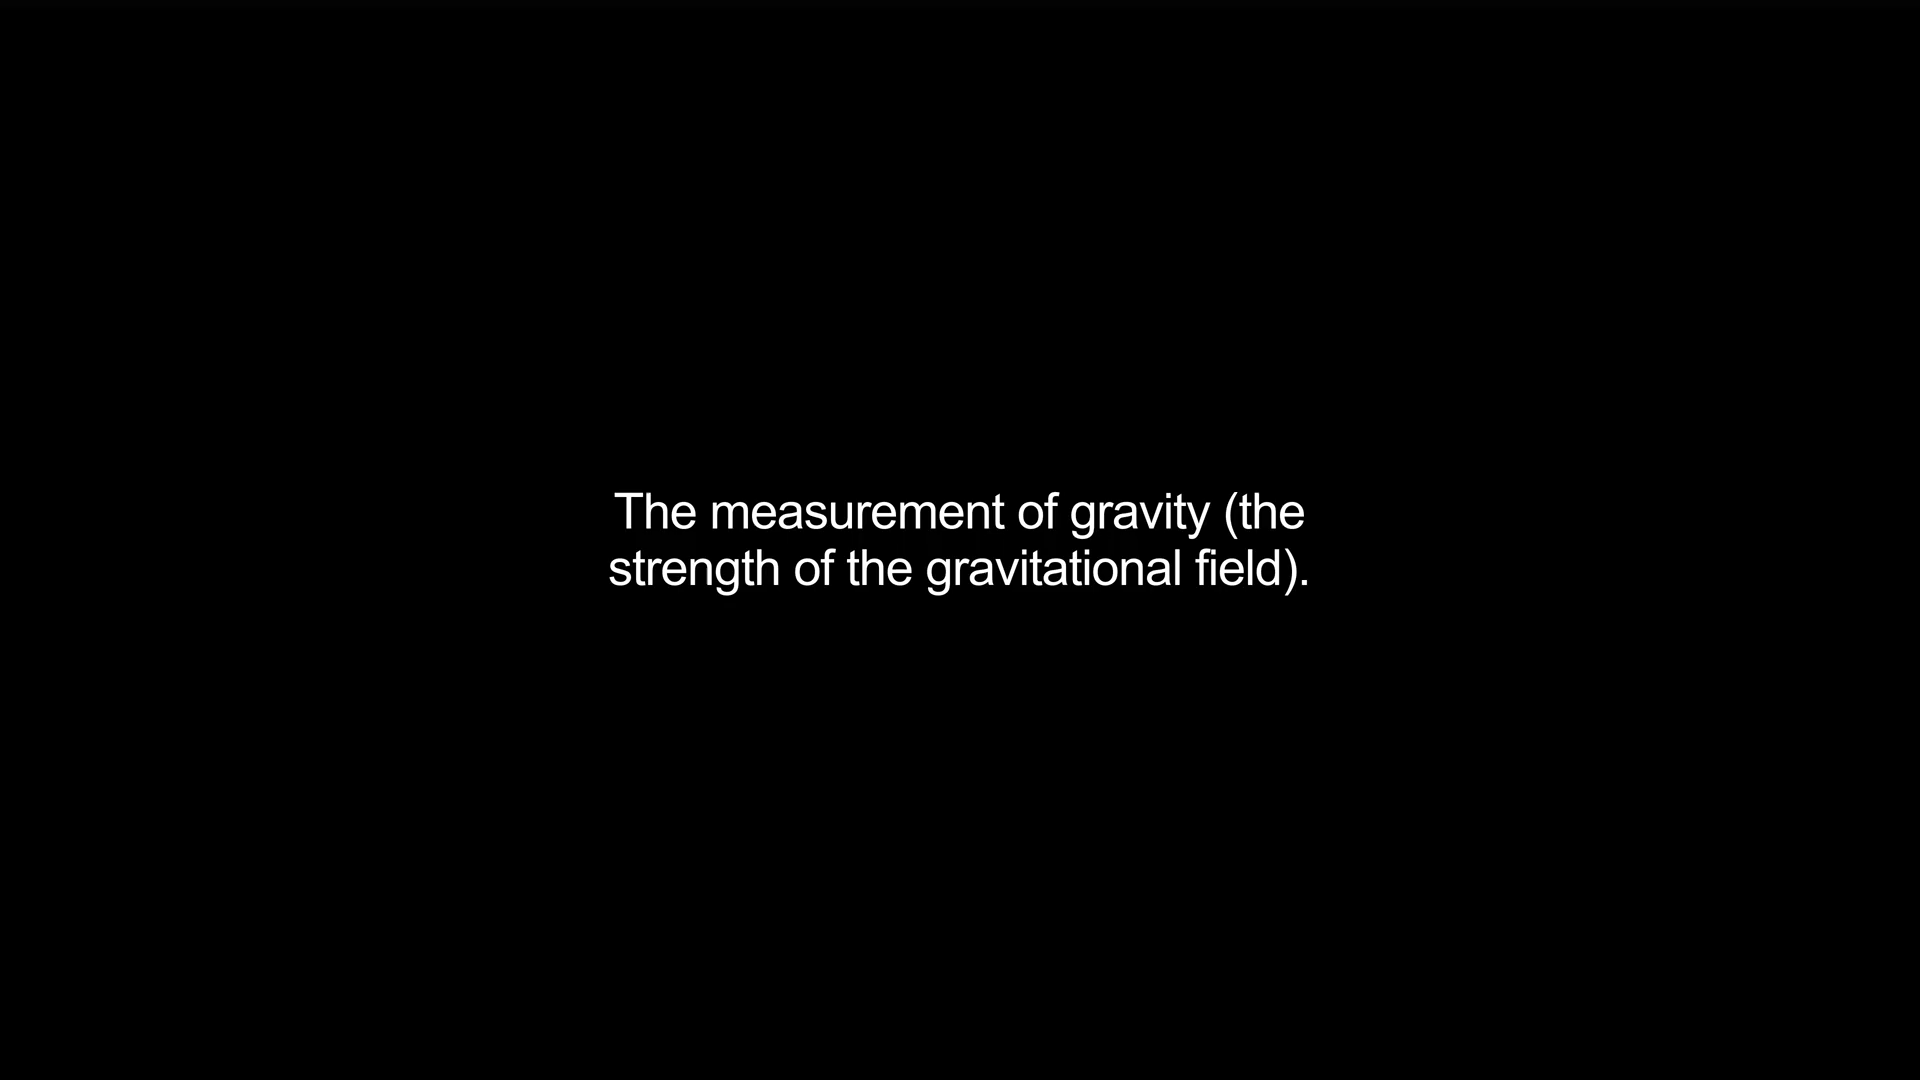 The measurement of gravity (the
strength of the gravitational field).